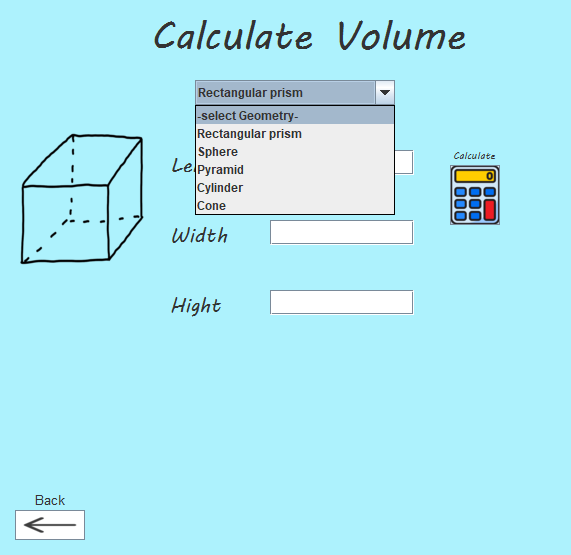 Calculate Volume
Rectangular prism
-select Geometry-
Rectangular prism
Sphere
Pyramid
Cylinder
Cone
Calculate
0
Width
Hight
Back